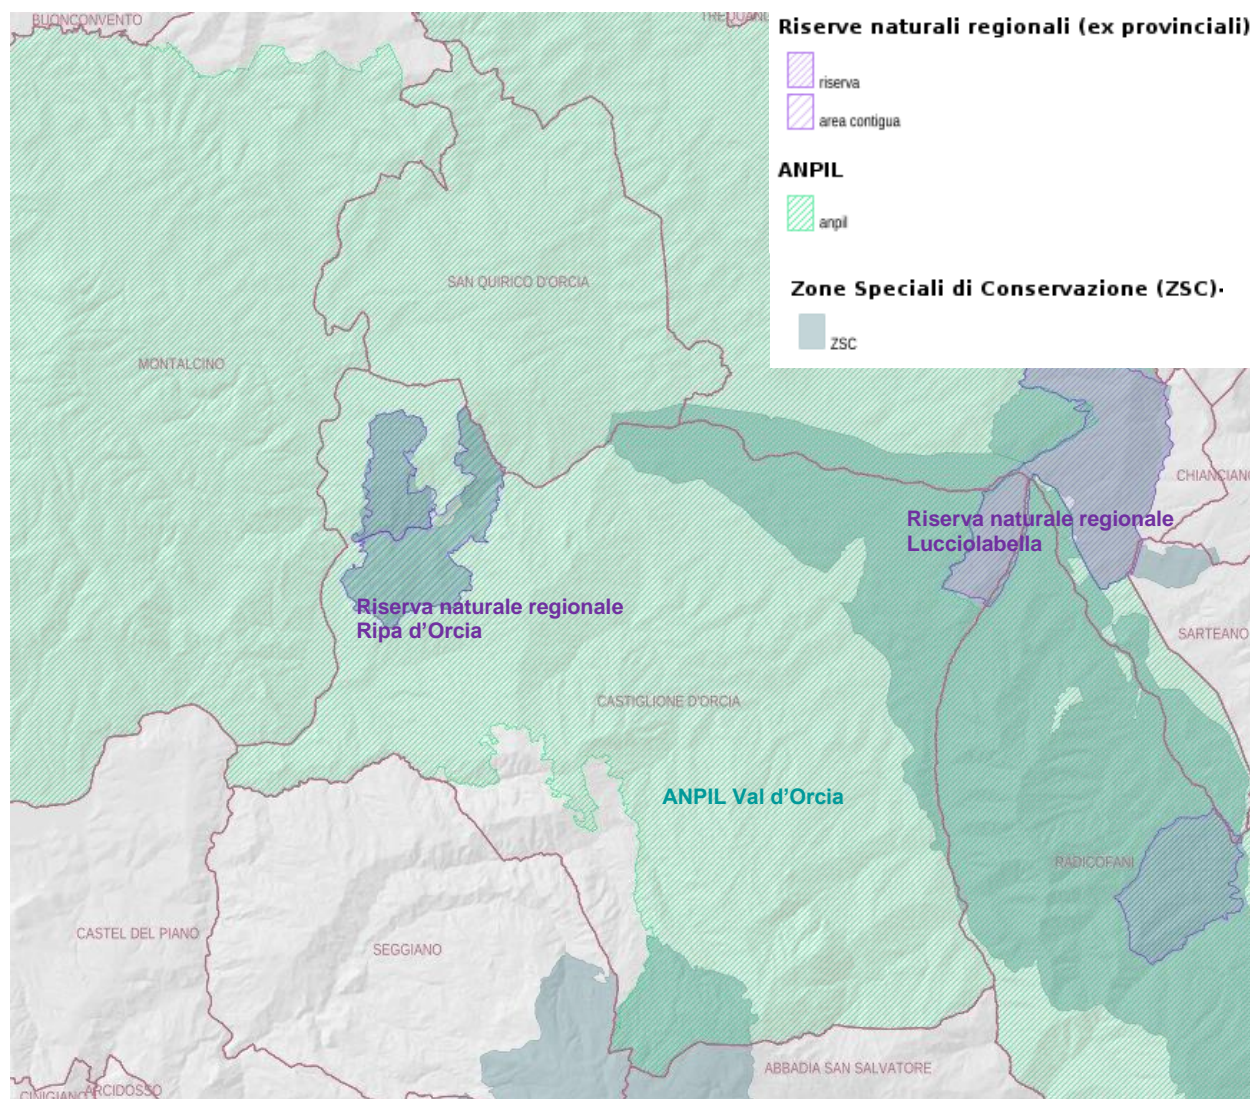 BUONCONVENTO
Riserve naturali regionali (ex provinciali)
riserva
area contigua
ANPIL
anpil
Zone Speciali di Conservazione (ZSC)
ZSC
SAN QUIRICO D'ORCIA
MONTALCINO
CHIANCIANO
Riserva naturale regionale
Lucciolabella
Riserva naturale regionale
Ripa d'Orcia
SARTEANO
CASTIGLIONE D'ORCIA
ANPIL Val d'Orcia
RADICOFANI
CASTEL DEL PIANO
SEGGIANO
ABBADIA SAN SALVATORE
CINIGIANO
ARCIDOSSO